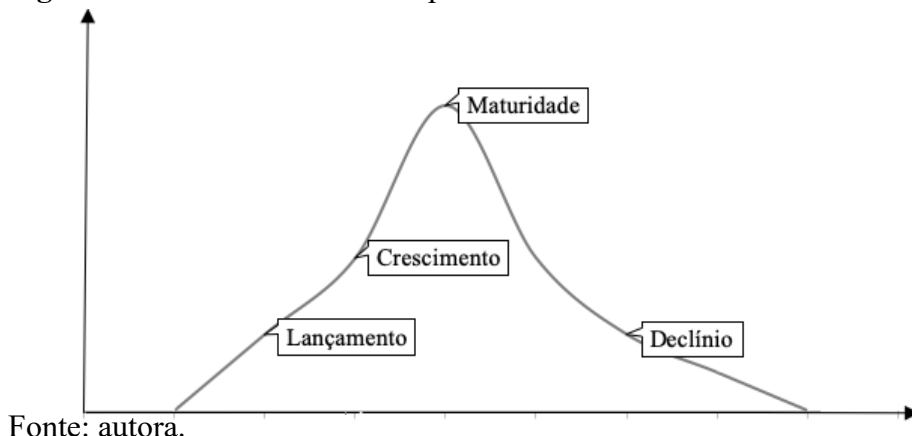 Maturidade
Crescimento
Lançamento
Declínio
Fonte: autora.